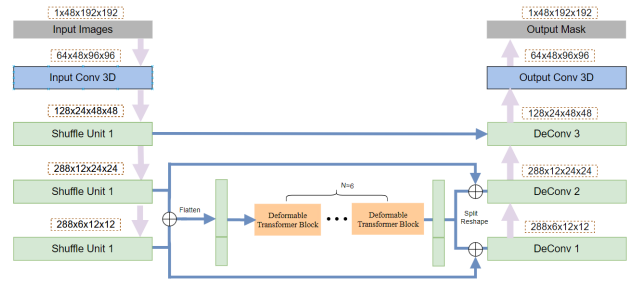 1x48x192x192
Input Images
64x48x96x96
Input Conv 3D
128x24x48x48
Shuffle Unit 1
288x12x24x24
Shuffle Unit 1
288x6x12x12
Shuffle Unit 1
Flatten
N=6
Deformable
Transformer Block
Deformable
Transformer Block
Split
Reshape
1x48x192x192
Output Mask
64x48x96x96
Output Conv 3D
128x24x48x48
DeConv 3
288x12x24x24
DeConv 2
288x6x12x12
DeConv 1